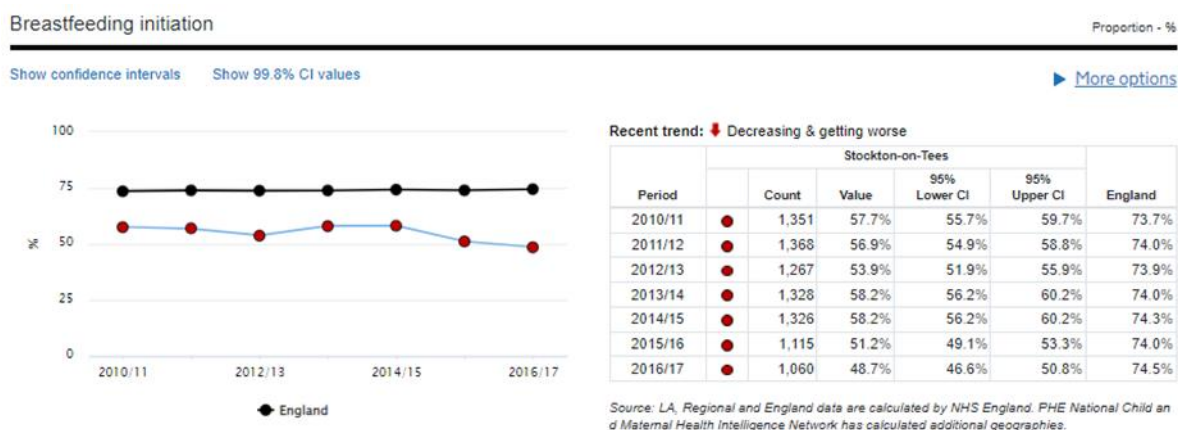 Breastfeeding initiation
Proportion - %
Show confidence intervals Show 99.8% CI values
► More options
100
75
50
25
0
%
2010/11 2012/13 2014/15 2016/17
England
Recent trend: Decreasing & getting worse
Stockton-on-Tees
Period Count Value 95% Lower CI 95% Upper CI England
2010/11 1,351 57.7% 55.7% 59.7% 73.7%
2011/12 1,368 56.9% 54.9% 58.8% 74.0%
2012/13 1,267 53.9% 51.9% 55.9% 73.9%
2013/14 1,328 58.2% 56.2% 60.2% 74.0%
2014/15 1,326 58.2% 56.2% 60.2% 74.3%
2015/16 1,115 51.2% 49.1% 53.3% 74.0%
2016/17 1,060 48.7% 46.6% 50.8% 74.5%
Source: LA, Regional and England data are calculated by NHS England. PHE National Child an
d Maternal Health Intelligence Network has calculated additional geographies.